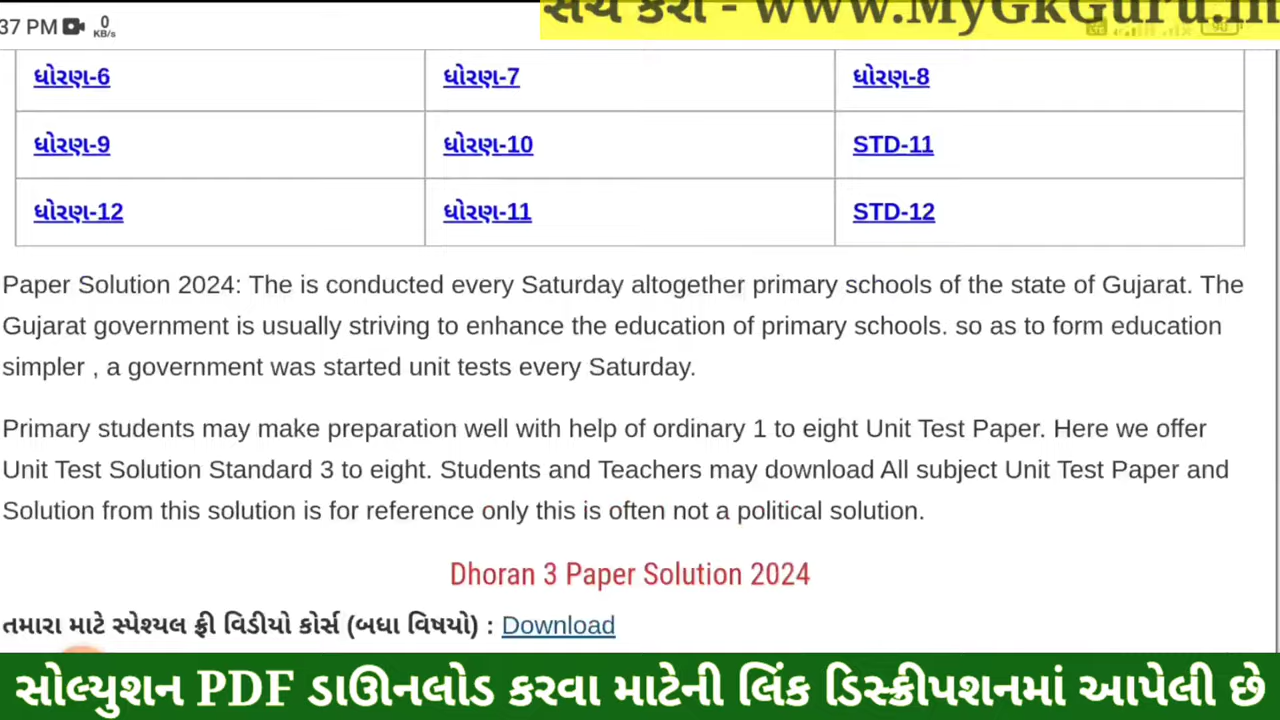 37 PM 0 KB/s
સર્ચ કરો - www.MyGkGuru.in
90
ધોરણ-6 ધોરણ-7 ધોરણ-8
ધોરણ-9 ધોરણ-10 STD-11
ધોરણ-12 ધોરણ-11 STD-12
Paper Solution 2024: The is conducted every Saturday altogether primary schools of the state of Gujarat. The
Gujarat government is usually striving to enhance the education of primary schools. so as to form education
simpler , a government was started unit tests every Saturday.
Primary students may make preparation well with help of ordinary 1 to eight Unit Test Paper. Here we offer
Unit Test Solution Standard 3 to eight. Students and Teachers may download All subject Unit Test Paper and
Solution from this solution is for reference only this is often not a political solution.
Dhoran 3 Paper Solution 2024
તમારા માટે સ્પેશ્યલ ફ્રી વિડીયો કોર્સ (બધા વિષયો) : Download
સોલ્યુશન PDF ડાઊનલોડ કરવા માટેની લિંક ડિસ્ક્રીપશનમાં આપેલી છે